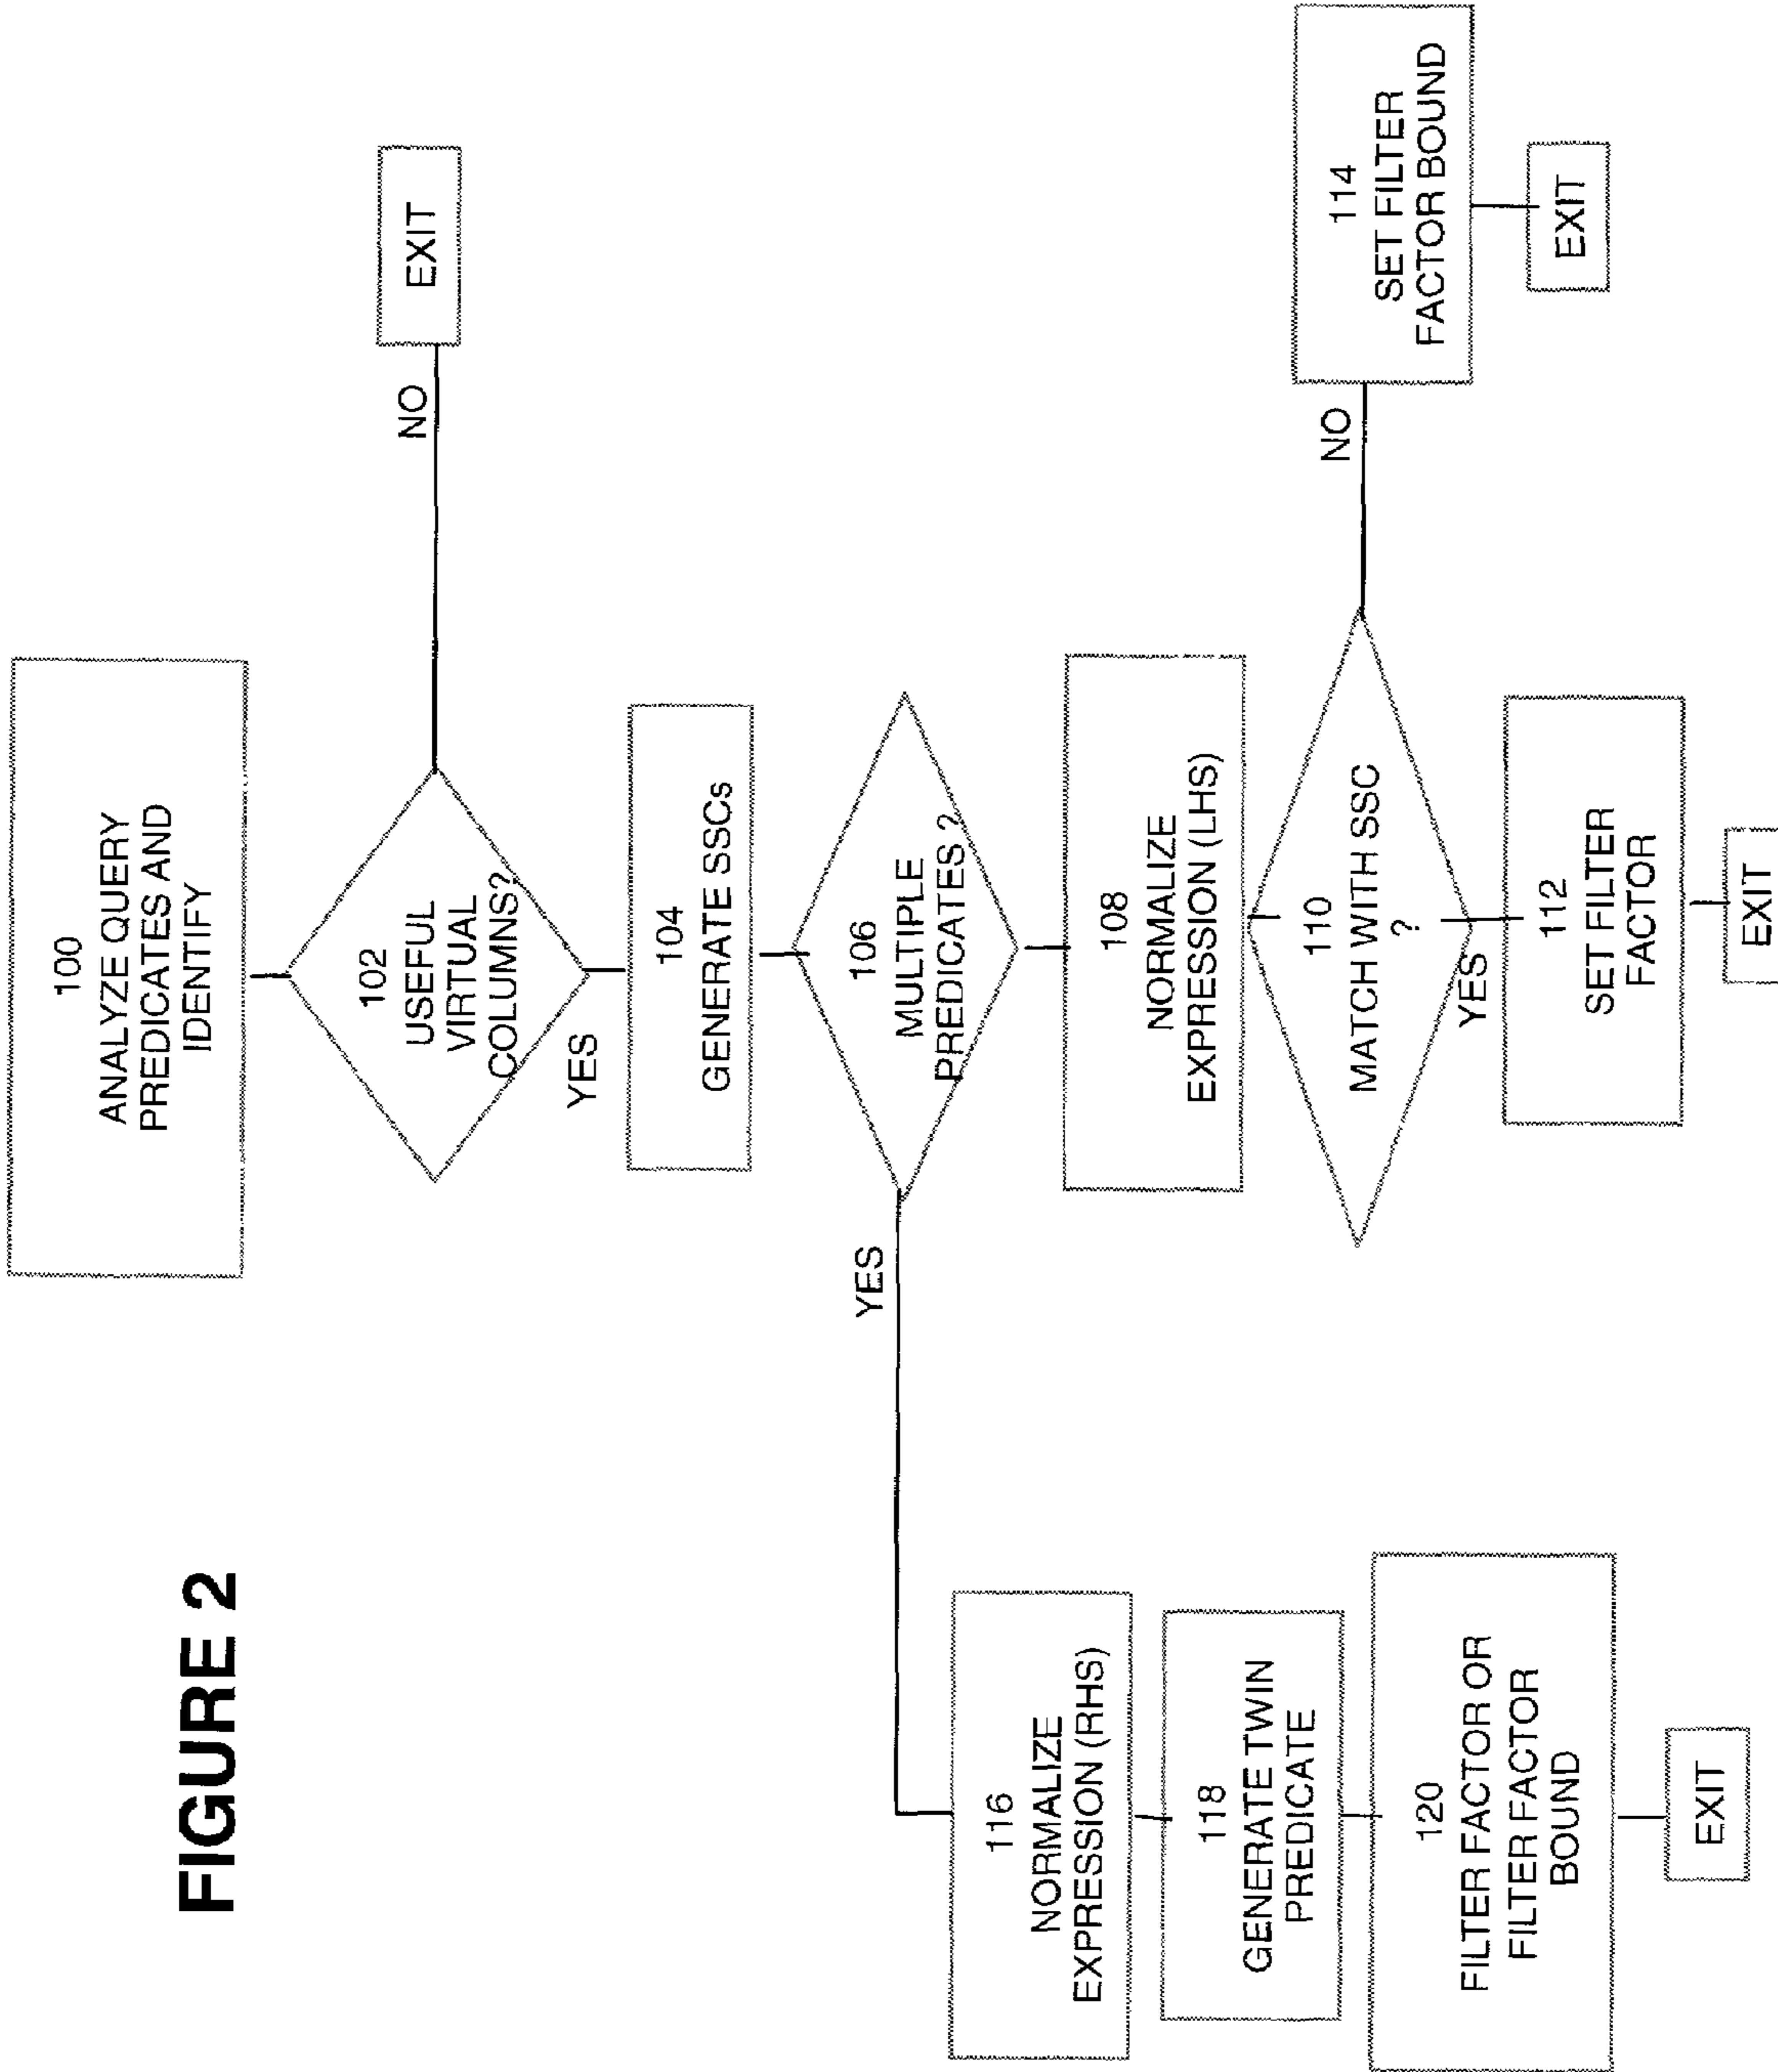 FIGURE 2
100
ANALYZE QUERY
PREDICATES AND
IDENTIFY
102
USEFUL
VIRTUAL
COLUMNS?
NO
EXIT
YES
104
GENERATE SSCs
106
MULTIPLE
PREDICATES ?
YES
108
NORMALIZE
EXPRESSION (LHS)
110
MATCH WITH SSC
?
NO
114
SET FILTER
FACTOR BOUND
EXIT
YES
112
SET FILTER
FACTOR
EXIT
116
NORMALIZE
EXPRESSION (RHS)
118
GENERATE TWIN
PREDICATE
120
FILTER FACTOR OR
FILTER FACTOR
BOUND
EXIT